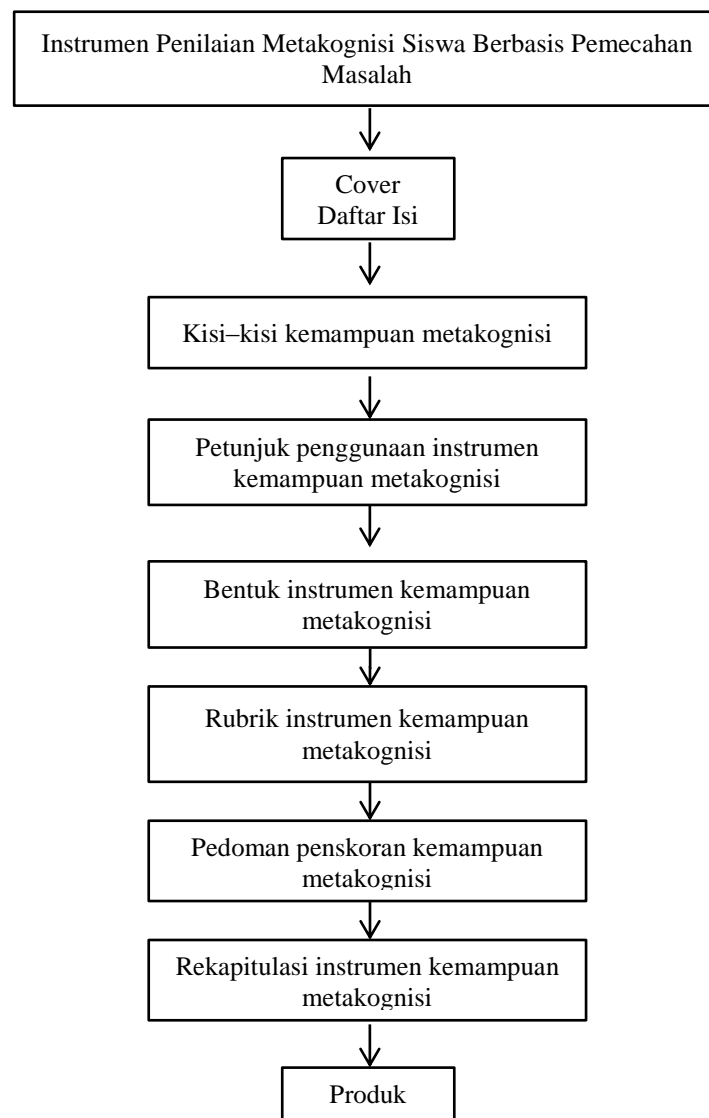 Instrumen Penilaian Metakognisi Siswa Berbasis Pemecahan
Masalah
Cover
Daftar Isi
Kisi–kisi kemampuan metakognisi
Petunjuk penggunaan instrumen
kemampuan metakognisi
Bentuk instrumen kemampuan
metakognisi
Rubrik instrumen kemampuan
metakognisi
Pedoman penskoran kemampuan
metakognisi
Rekapitulasi instrumen kemampuan
metakognisi
Produk